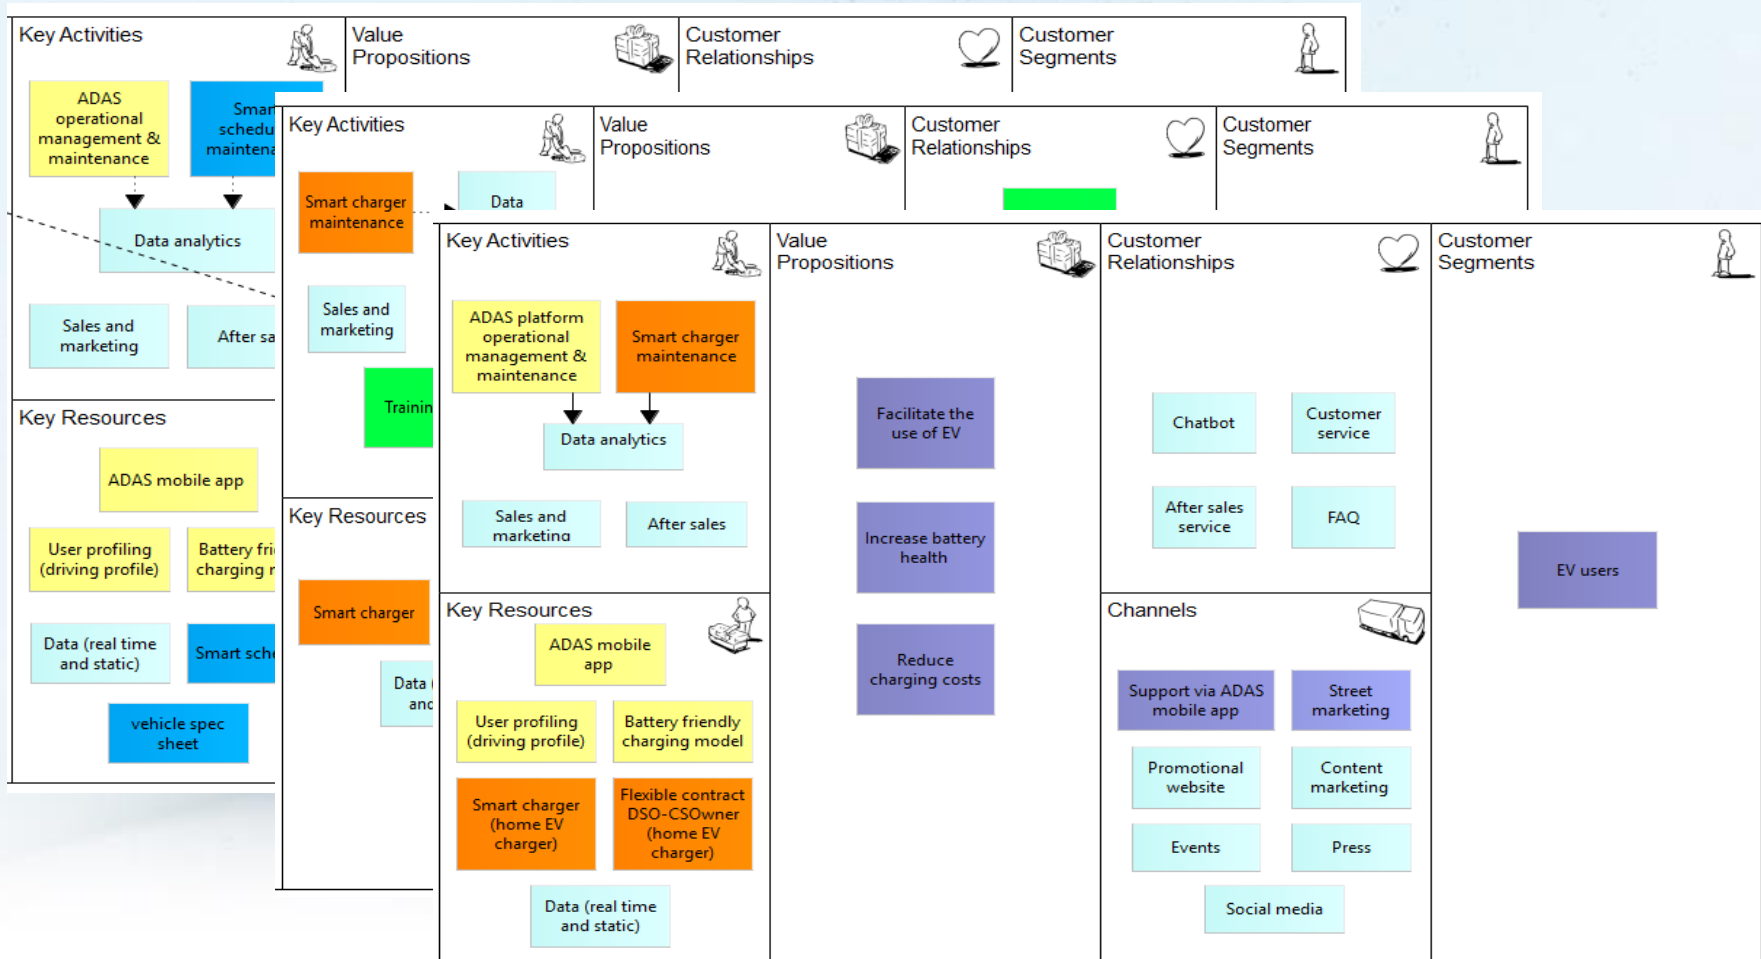 Key Activities
Value
Propositions
Customer
Relationships
Customer
Segments
ADAS
operational
management &
maintenance
Data analytics
Sales and
marketing
After
Key Resources
ADAS mobile app
User profiling
(driving profile)
Battery
charging
Data (real time
and static)
Smart
vehicle spec
sheet
Key Activities
Value
Propositions
Customer
Relationships
Customer
Segments
Smart charger
maintenance
Data
Sales and
marketing
Key Resources
Smart charger
Data
Key Activities
Value
Propositions
Customer
Relationships
Customer
Segments
ADAS platform
operational
management &
maintenance
Smart charger
maintenance
Data analytics
Sales and
marketing
After sales
Key Resources
ADAS mobile
app
User profiling
(driving profile)
Battery friendly
charging model
Smart charger
(home EV
charger)
Flexible contract
DSO-CSOwner
(home EV
charger)
Data (real time
and static)
Facilitate the
use of EV
Increase battery
health
Reduce
charging costs
Chatbot
Customer
service
After sales
service
FAQ
Channels
Support via ADAS
mobile app
Street
marketing
Promotional
website
Content
marketing
Events
Press
Social media
EV users